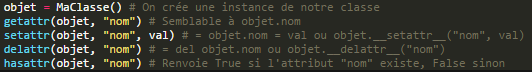 objet = MaClasse() # On crée une instance de notre classe
getattr(objet, "nom") # Semblable à objet.nom
setattr(objet, "nom", val) # = objet.nom = val ou objet.__setattr__("nom", val)
delattr(objet, "nom") # = del objet.nom ou objet.__delattr__("nom")
hasattr(objet, "nom") # Renvoie True si l'attribut "nom" existe, False sinon